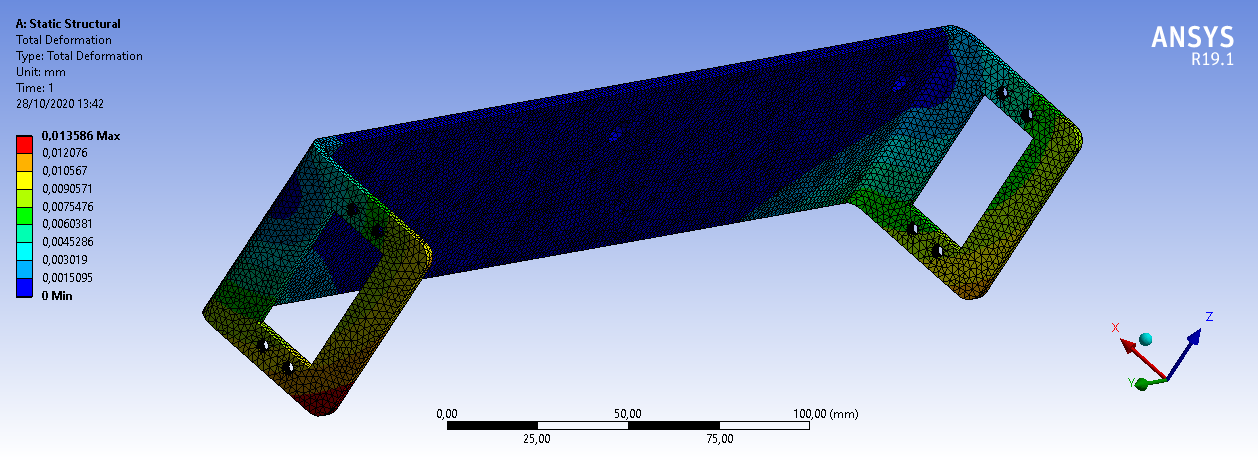 A: Static Structural
Total Deformation
Type: Total Deformation
Unit: mm
Time: 1
28/10/2020 13:42
0,013586 Max
0,012076
0,010567
0,0090571
0,0075476
0,0060381
0,0045286
0,003019
0,0015095
0 Min
ANSYS
R19.1
X
Z
Y
0,00 50,00 100,00 (mm)
25,00 75,00